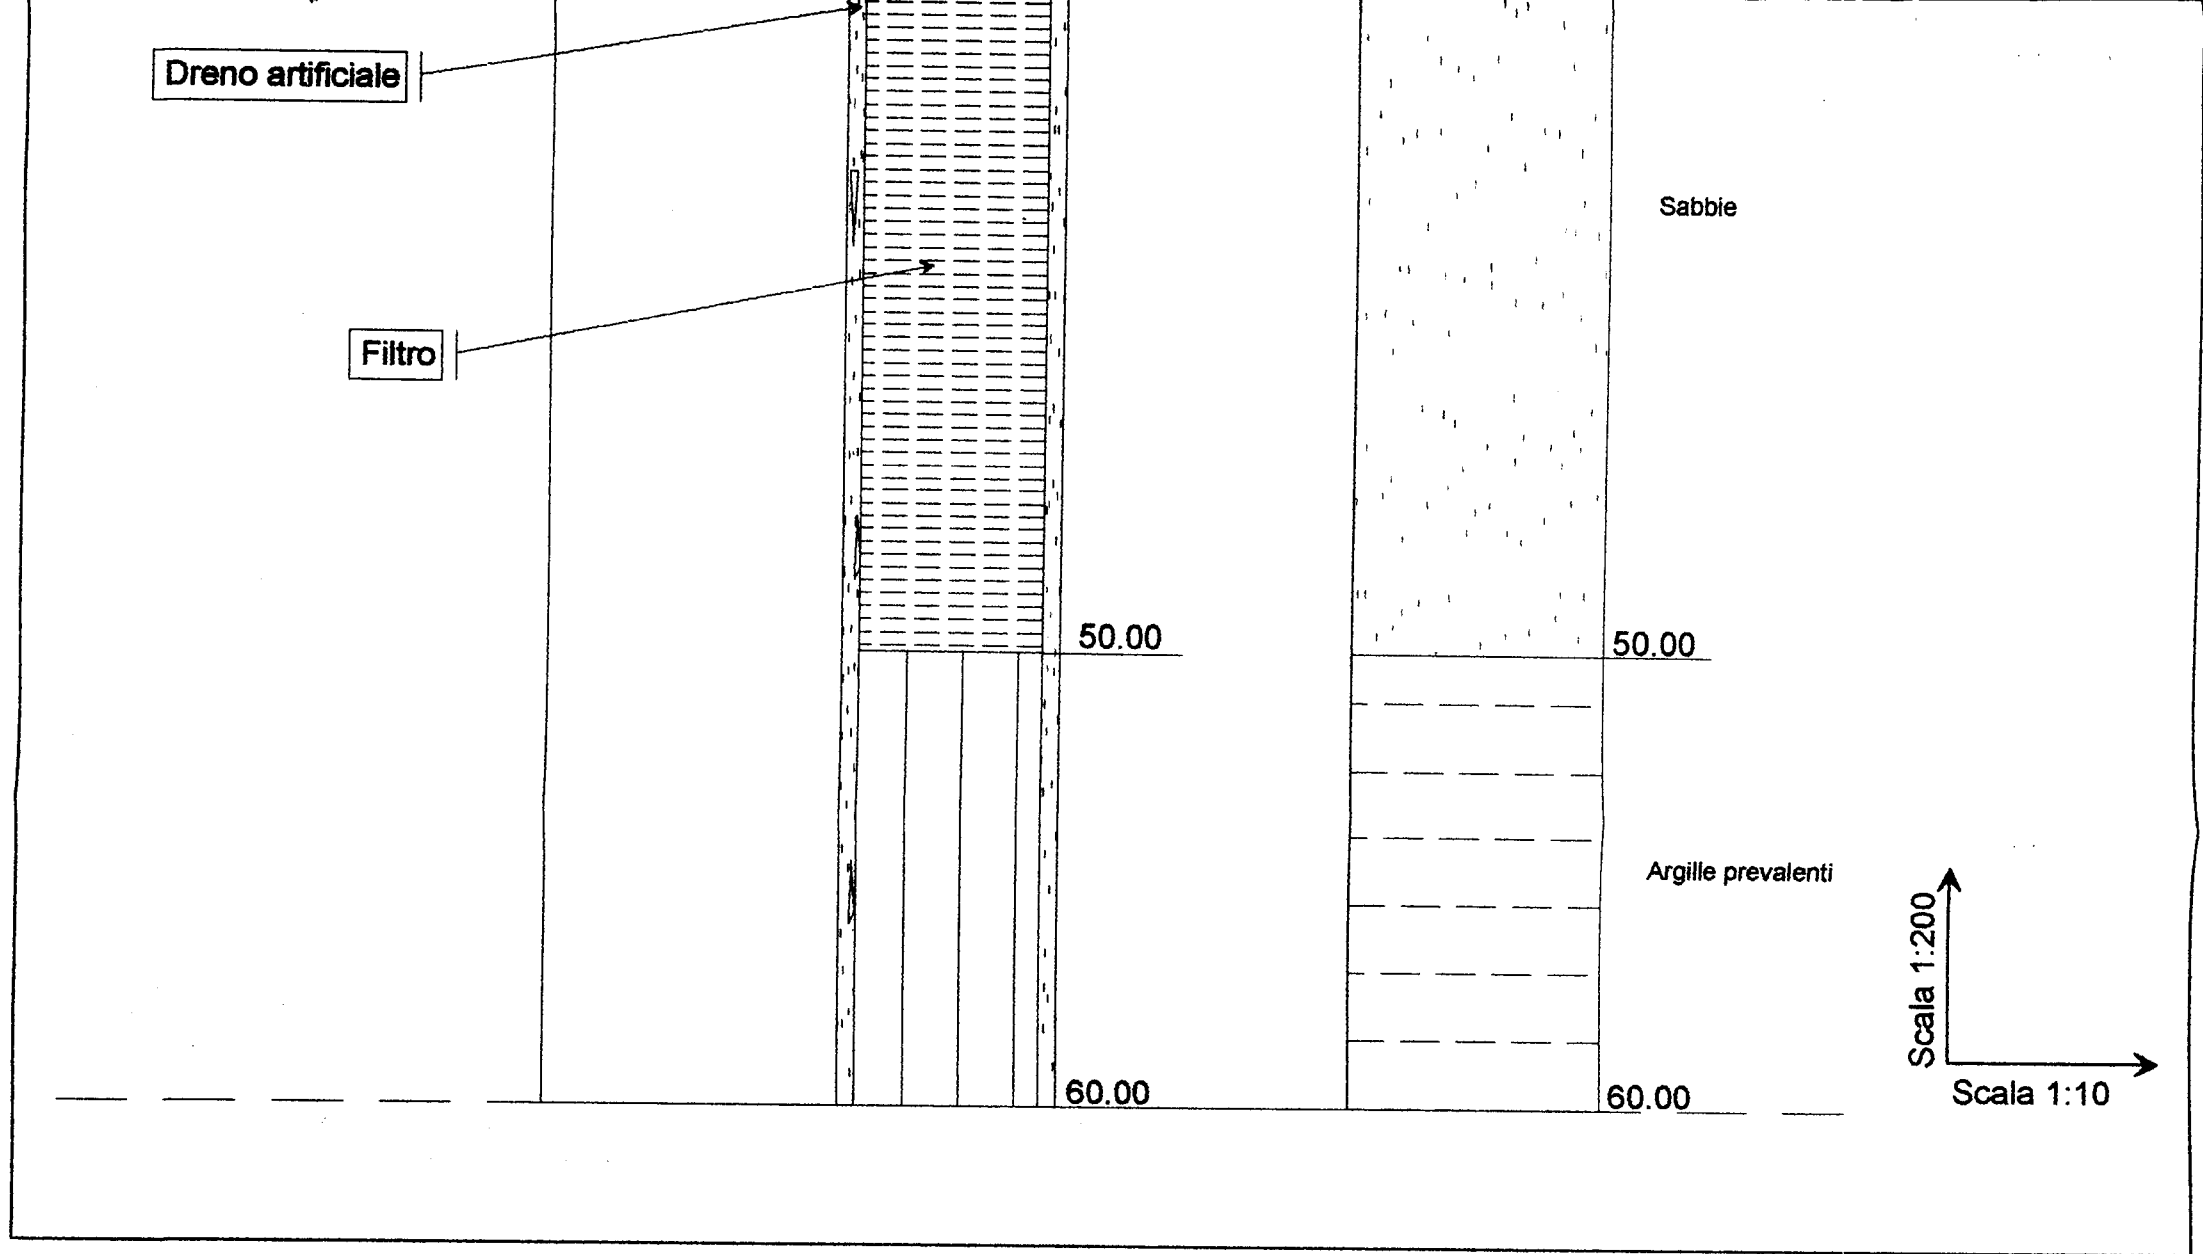 Dreno artificiale
Sabbie
Filtro
50.00
50.00
Argille prevalenti
Scala 1:200
60.00
60.00
Scala 1:10